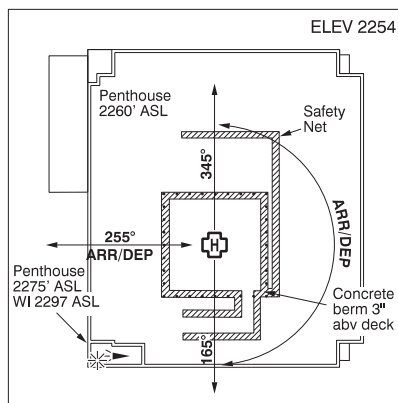 ELEV 2254
Penthouse
2260' ASL
Safety
Net
345°
ARR/DEP
255°
ARR/DEP
H
Penthouse
2275' ASL
WI 2297 ASL
Concrete
berm 3"
abv deck
165°